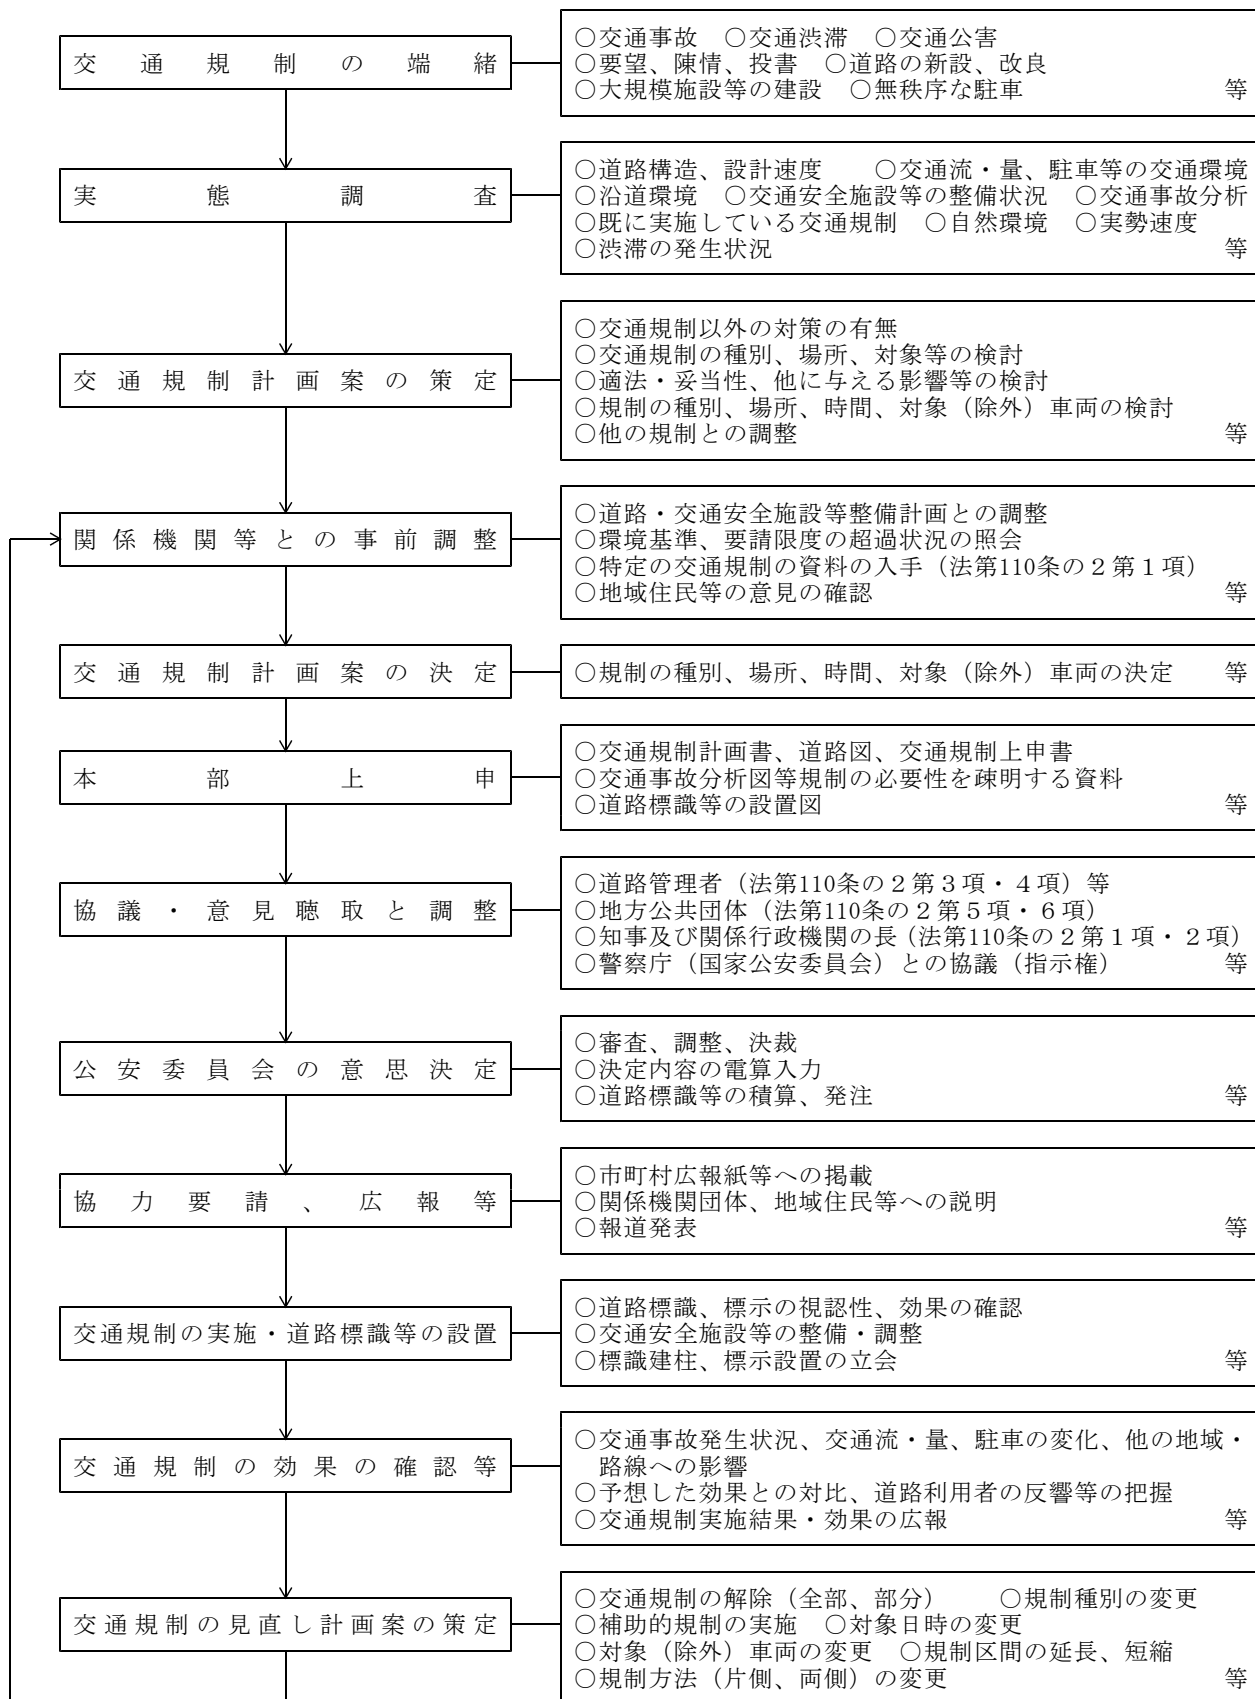 交通規制の端緒
○交通事故　○交通渋滞　○交通公害
○要望、陳情、投書　○道路の新設、改良
○大規模施設等の建設　○無秩序な駐車　等
実態調査
○道路構造、設計速度　○交通流・量、駐車等の交通環境
○沿道環境　○交通安全施設等の整備状況　○交通事故分析
○既に実施している交通規制　○自然環境　○実勢速度
○渋滞の発生状況　等
交通規制計画案の策定
○交通規制以外の対策の有無
○交通規制の種別、場所、対象等の検討
○適法・妥当性、他に与える影響等の検討
○規制の種別、場所、時間、対象（除外）車両の検討
○他の規制との調整　等
関係機関等との事前調整
○道路・交通安全施設等整備計画との調整
○環境基準、要請限度の超過状況の照会
○特定の交通規制の資料の入手（法第110条の２第１項）
○地域住民等の意見の確認　等
交通規制計画案の決定
○規制の種別、場所、時間、対象（除外）車両の決定　等
本部上申
○交通規制計画書、道路図、交通規制上申書
○交通事故分析図等規制の必要性を疎明する資料
○道路標識等の設置図　等
協議・意見聴取と調整
○道路管理者（法第110条の２第３項・４項）等
○地方公共団体（法第110条の２第５項・６項）
○知事及び関係行政機関の長（法第110条の２第１項・２項）
○警察庁（国家公安委員会）との協議（指示権）　等
公安委員会の意思決定
○審査、調整、決裁
○決定内容の電算入力
○道路標識等の積算、発注　等
協力要請、広報等
○市町村広報紙等への掲載
○関係機関団体、地域住民等への説明
○報道発表　等
交通規制の実施・道路標識等の設置
○道路標識、標示の視認性、効果の確認
○交通安全施設等の整備・調整
○標識建柱、標示設置の立会　等
交通規制の効果の確認等
○交通事故発生状況、交通流・量、駐車の変化、他の地域・
路線への影響
○予想した効果との対比、道路利用者の反響等の把握
○交通規制実施結果・効果の広報　等
交通規制の見直し計画案の策定
○交通規制の解除（全部、部分）　○規制種別の変更
○補助的規制の実施　○対象日時の変更
○対象（除外）車両の変更　○規制区間の延長、短縮
○規制方法（片側、両側）の変更　等